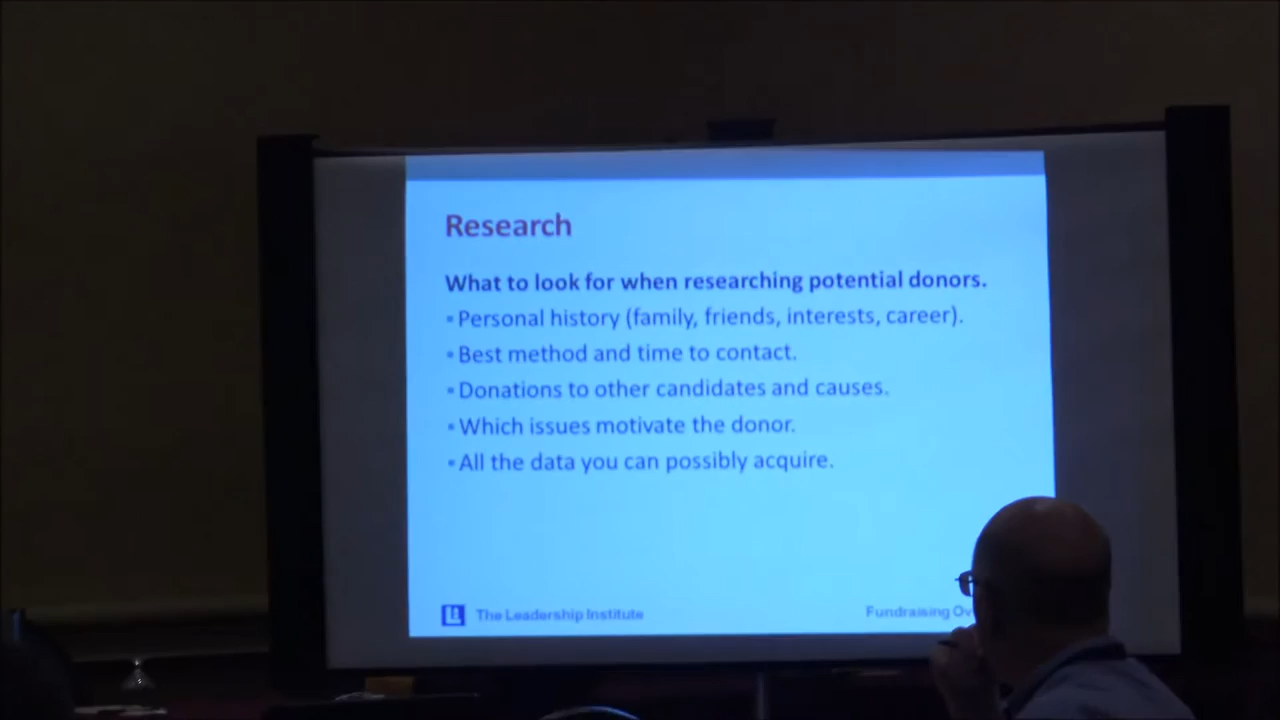 Research
What to look for when researching potential donors.
▪Personal history (family, friends, interests, career).
▪Best method and time to contact.
▪Donations to other candidates and causes.
▪Which issues motivate the donor.
▪All the data you can possibly acquire.
The Leadership Institute
Fundraising